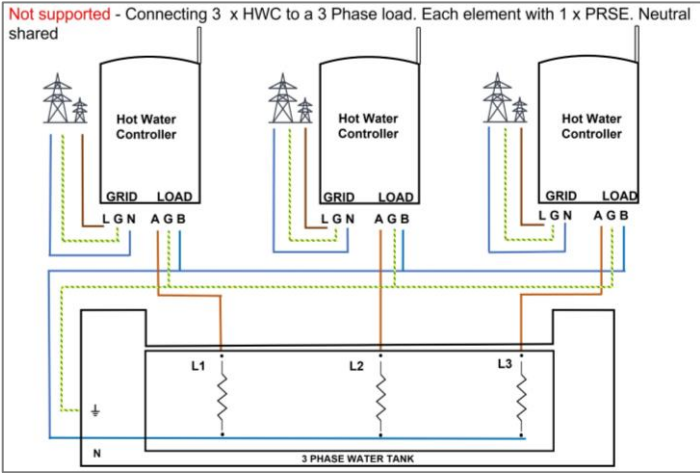 Not supported - Connecting 3 x HWC to a 3 Phase load. Each element with 1 x PRSE. Neutral
shared
Hot Water
Controller
GRID LOAD
L G N A G B
Hot Water
Controller
GRID LOAD
L G N A G B
Hot Water
Controller
GRID LOAD
L G N A G B
L1
L2
L3
N
3 PHASE WATER TANK